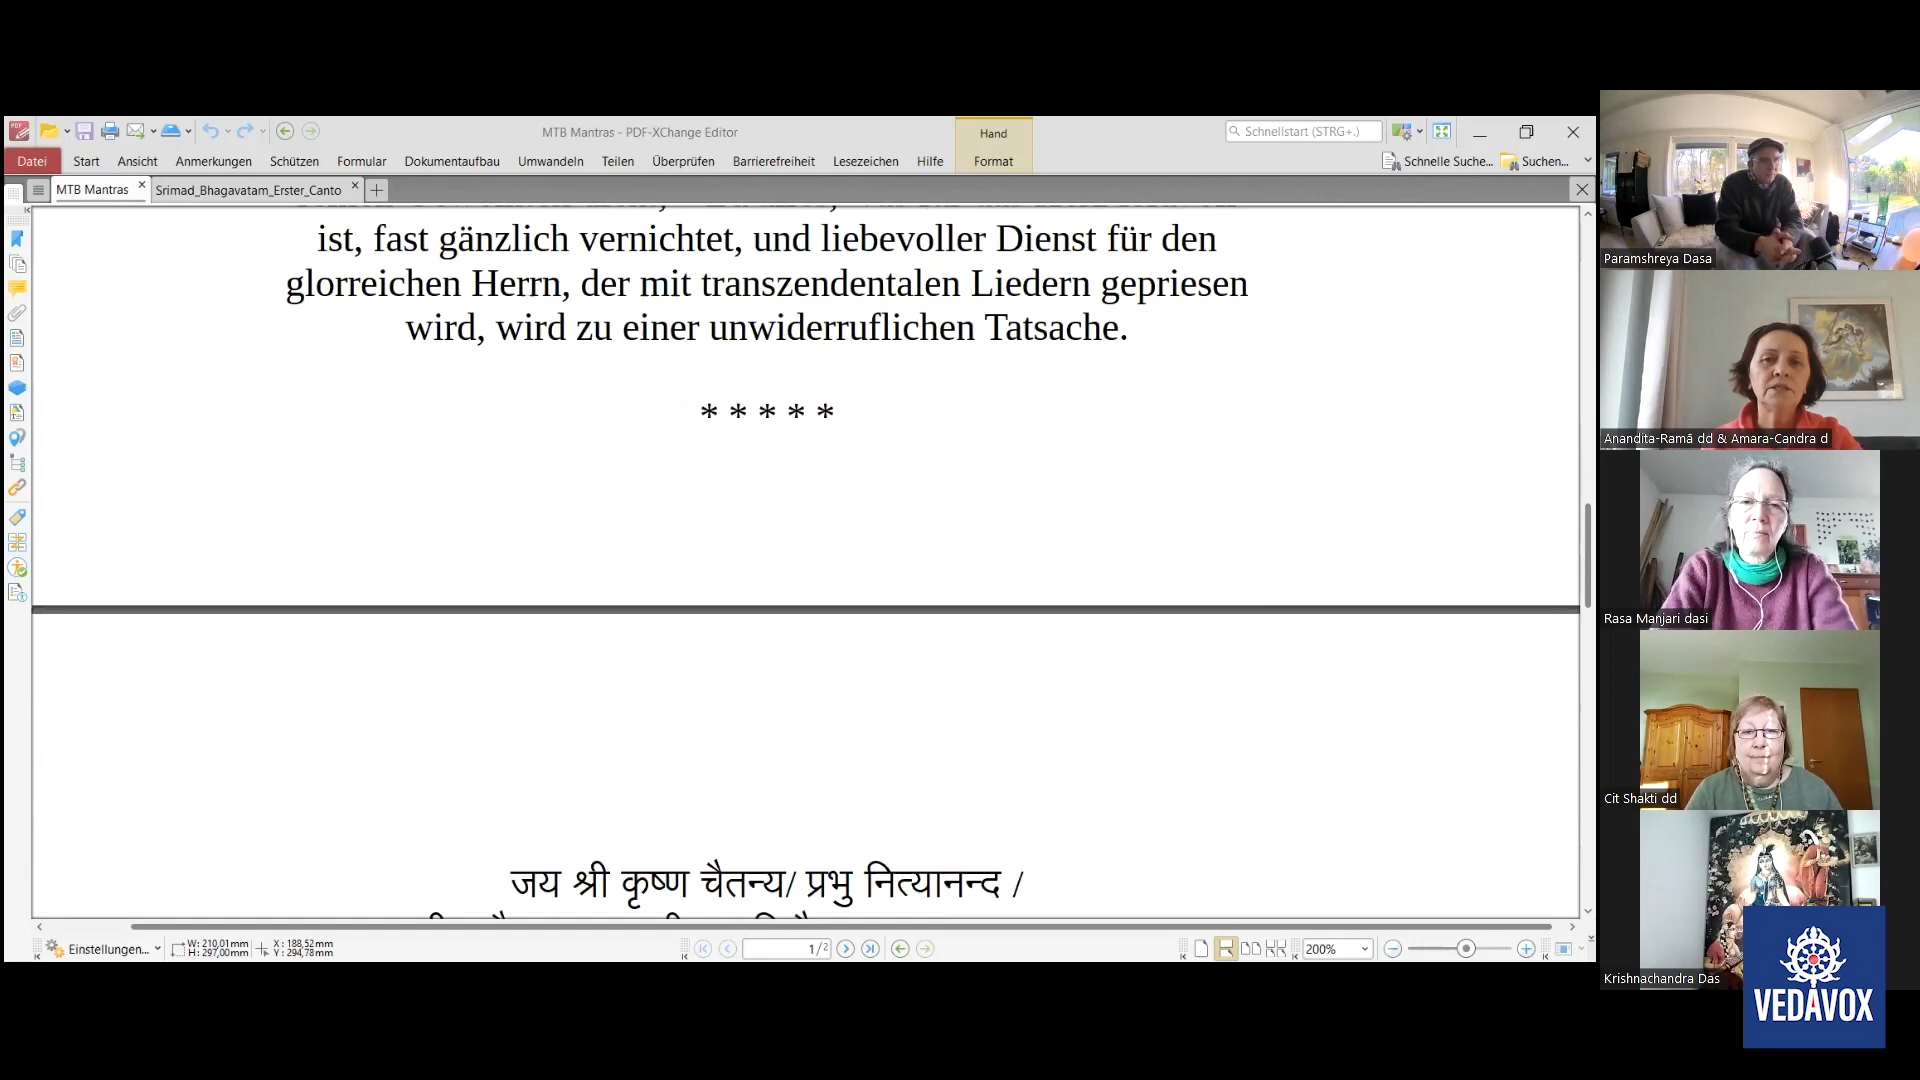 MTB Mantras - PDF-XChange Editor
Hand
Schnellstart (STRG+.)
Datei
Start
Ansicht
Anmerkungen
Schützen
Formular
Dokumentaufbau
Umwandeln
Teilen
Überprüfen
Barrierefreiheit
Lesezeichen
Hilfe
Format
Schnelle Suche...
Suchen...
MTB Mantras
Srimad_Bhagavatam_Erster_Canto
ist, fast gänzlich vernichtet, und liebevoller Dienst für den
glorreichen Herrn, der mit transzendentalen Liedern gepriesen
wird, wird zu einer unwiderruflichen Tatsache.
* * * * *
जय श्री कृष्ण चैतन्य/ प्रभु नित्यानन्द /
Einstellungen...
W: 210,01mm
H: 297,00mm
X: 188,52mm
Y: 294,78mm
1/2
200%
Paramshreya Dasa
Anandita-Ramā dd & Amara-Candra d
Rasa Manjari dasi
Cit Shakti dd
Krishnachandra Das
VEDAVOX